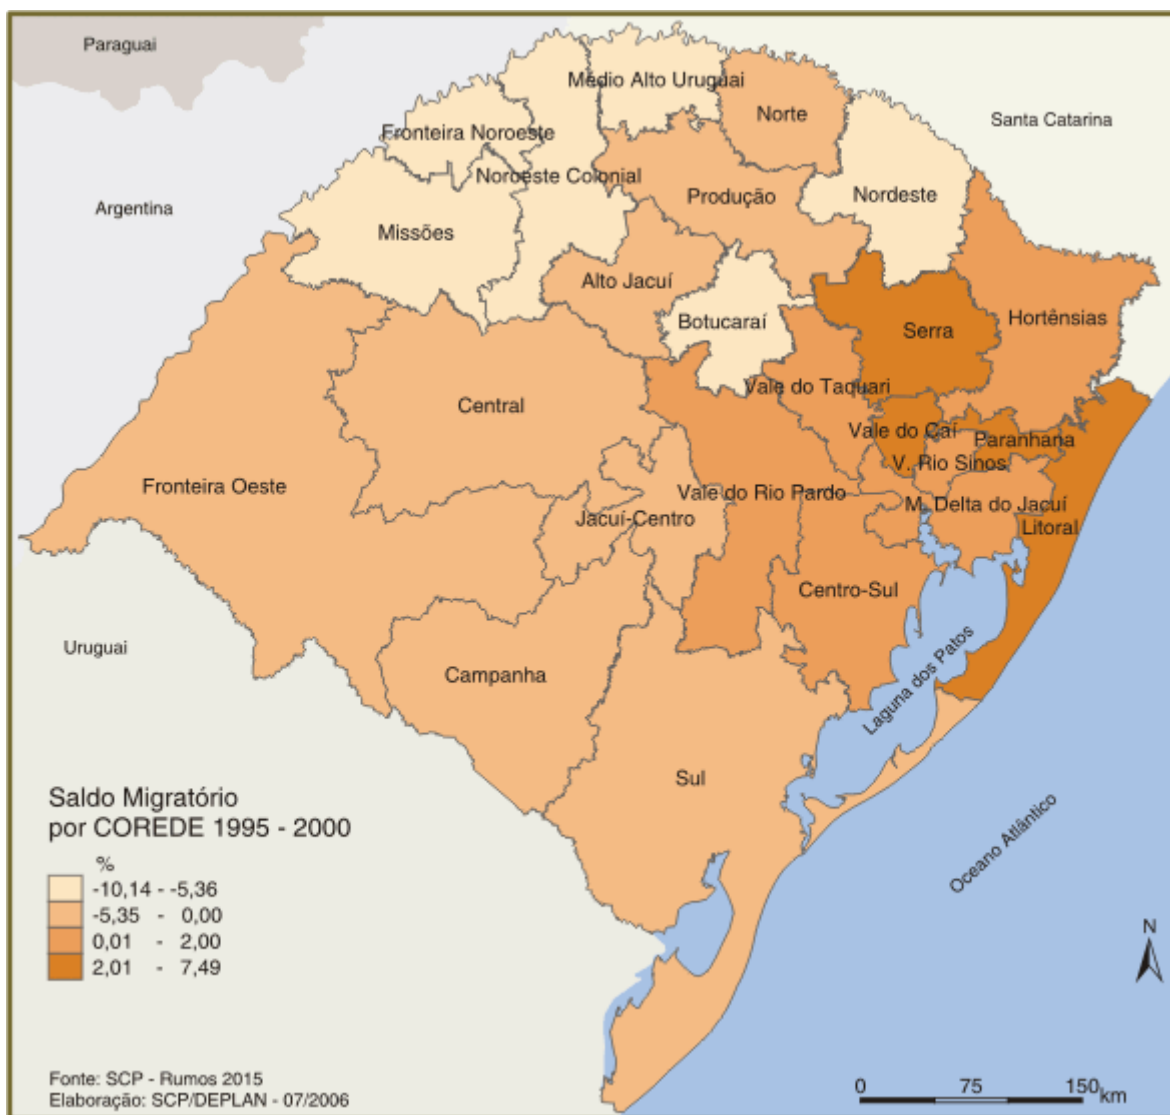 Paraguai
Médio Alto Uruguai
Norte
Santa Catarina
Fronteira Noroeste
Noroeste Colonial
Produção
Nordeste
Argentina
Missões
Alto Jacuí
Botucaraí
Serra
Hortênsias
Vale do Taquari
Central
Vale do Caí
Paranhana
V. Rio Sinos
Fronteira Oeste
Vale do Rio Pardo
M. Delta do Jacuí
Jacuí-Centro
Litoral
Centro-Sul
Uruguai
Campanha
Laguna dos Patos
Sul
Oceano Atlântico
Saldo Migratório
por COREDE 1995 - 2000
%
-10,14 - -5,36
-5,35 - 0,00
0,01 - 2,00
2,01 - 7,49
N
Fonte: SCP - Rumos 2015
Elaboração: SCP/DEPLAN - 07/2006
0 75 150 km